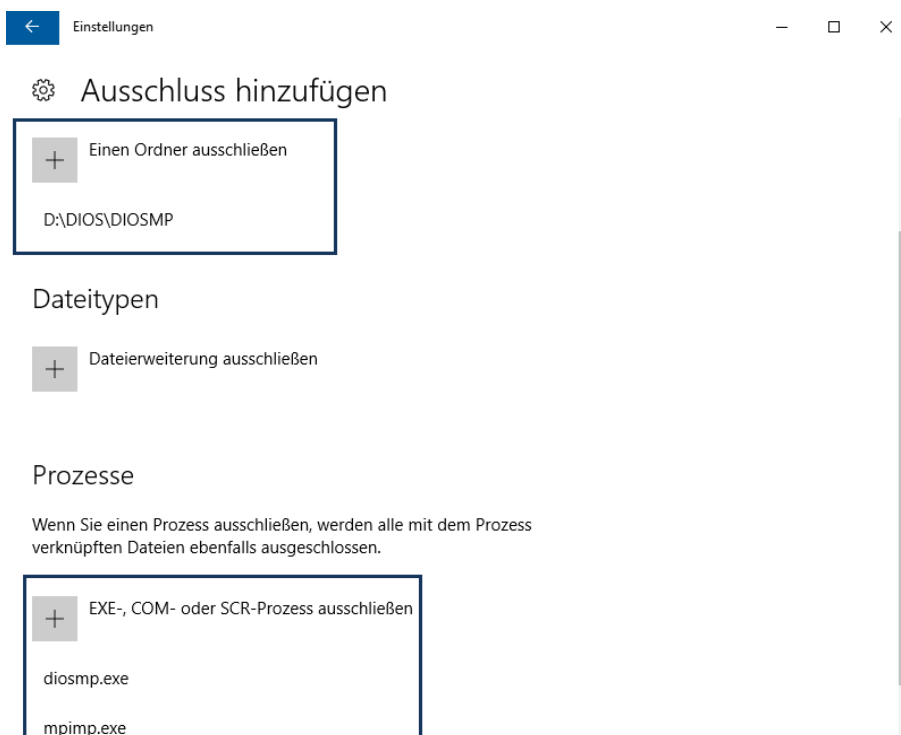 Einstellungen
Ausschluss hinzufügen
Einen Ordner ausschließen
D:\DIOS\DIOSMP
Dateitypen
Dateierweiterung ausschließen
Prozesse
Wenn Sie einen Prozess ausschließen, werden alle mit dem Prozess
verknüpften Dateien ebenfalls ausgeschlossen.
EXE-, COM- oder SCR-Prozess ausschließen
diosmp.exe
mpimp.exe